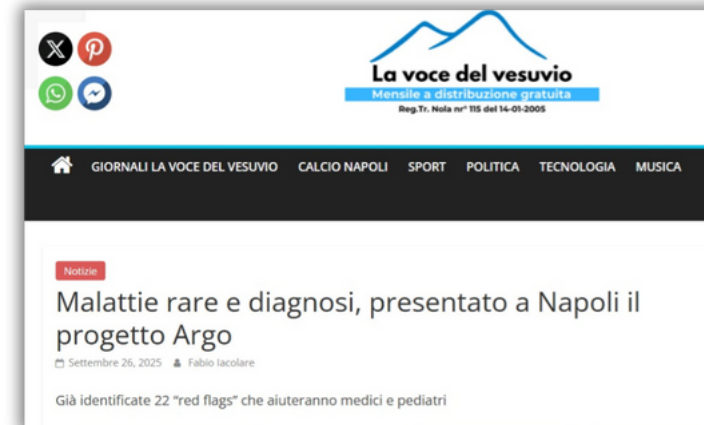 La voce del vesuvio
Mensile a distribuzione gratuita
Reg.Tr. Nola nr° 115 del 14-01-2005
GIORNALI LA VOCE DEL VESUVIO CALCIO NAPOLI SPORT POLITICA TECNOLOGIA MUSICA
Notizie
Malattie rare e diagnosi, presentato a Napoli il
progetto Argo
Settembre 26, 2025 Fabio Iacolare
Già identificate 22 “red flags” che aiuteranno medici e pediatri